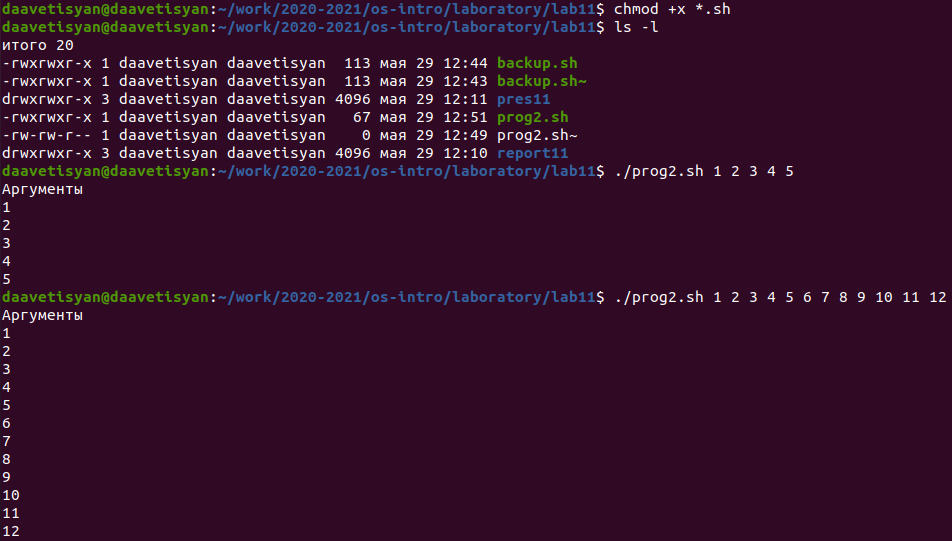 daavetisyan@daavetisyan:~/work/2020-2021/os-intro/laboratory/lab11$ chmod +x *.sh
daavetisyan@daavetisyan:~/work/2020-2021/os-intro/laboratory/lab11$ ls -l
итого 20
-rwxrwxr-x 1 daavetisyan daavetisyan  113 мая 29 12:44 backup.sh
-rwxrwxr-x 1 daavetisyan daavetisyan  113 мая 29 12:43 backup.sh~
drwxrwxr-x 3 daavetisyan daavetisyan 4096 мая 29 12:11 pres11
-rwxrwxr-x 1 daavetisyan daavetisyan   67 мая 29 12:51 prog2.sh
-rw-rw-r-- 1 daavetisyan daavetisyan    0 мая 29 12:49 prog2.sh~
drwxrwxr-x 3 daavetisyan daavetisyan 4096 мая 29 12:10 report11
daavetisyan@daavetisyan:~/work/2020-2021/os-intro/laboratory/lab11$ ./prog2.sh 1 2 3 4 5
Аргументы
1
2
3
4
5
daavetisyan@daavetisyan:~/work/2020-2021/os-intro/laboratory/lab11$ ./prog2.sh 1 2 3 4 5 6 7 8 9 10 11 12
Аргументы
1
2
3
4
5
6
7
8
9
10
11
12